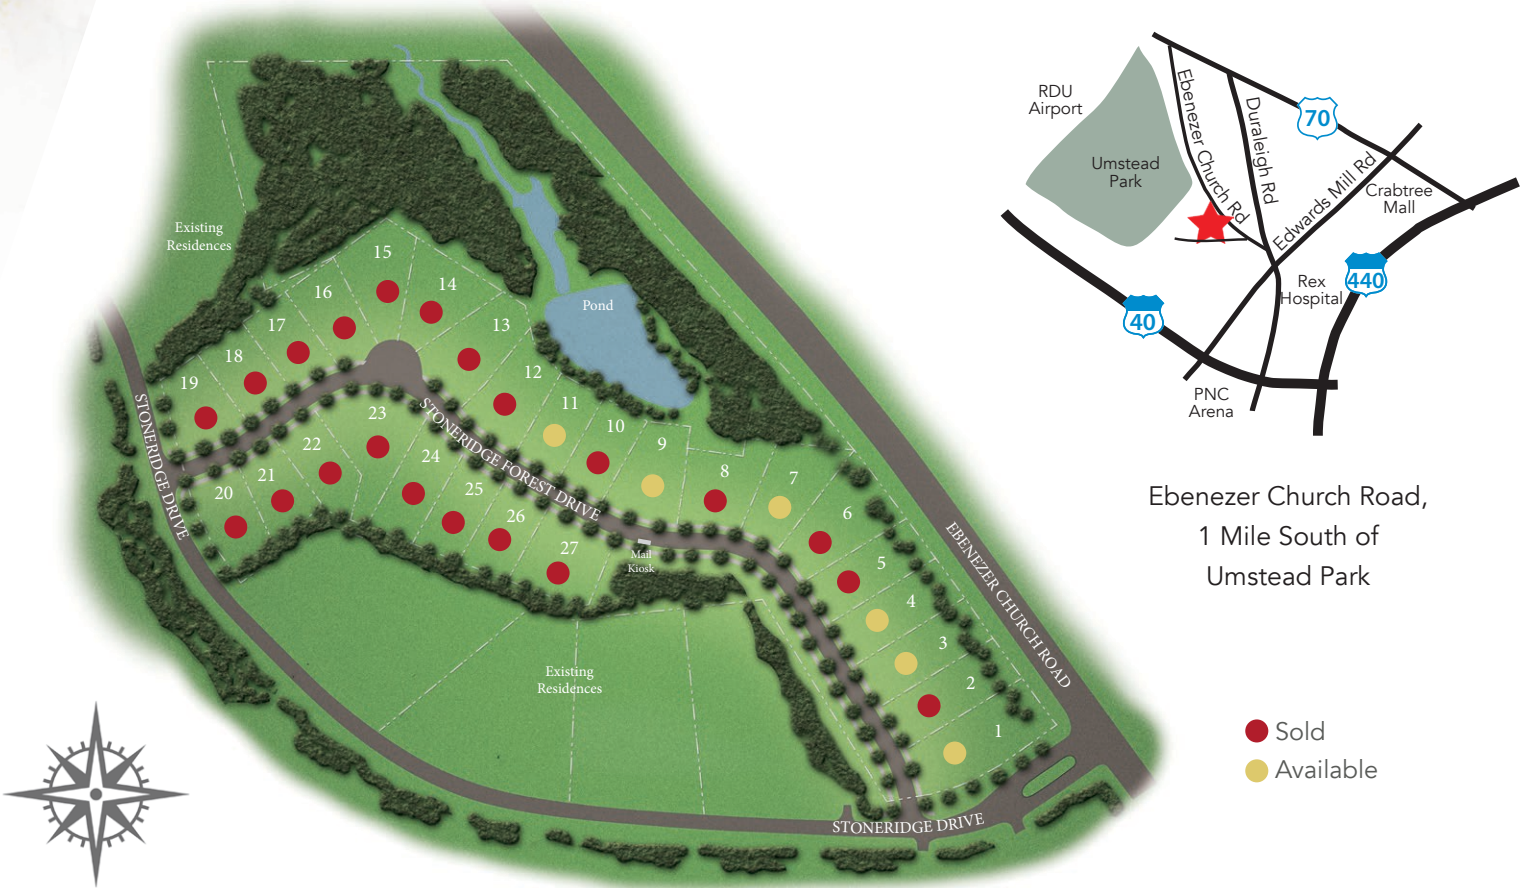 Existing
Residences
15
16
14
17
13
18
12
19
11
10
9
8
7
6
5
4
3
2
1
23
22
24
21
25
20
26
27
Pond
Mail
Kiosk
STONERIDGE DRIVE
STONERIDGE FOREST DRIVE
EBENEZER CHURCH ROAD
Existing
Residences
STONERIDGE DRIVE
RDU
Airport
Umstead
Park
Ebenezer Church Rd
Duraleigh Rd
70
Edwards Mill Rd
Crabtree
Mall
Rex
Hospital
440
40
PNC
Arena
Ebenezer Church Road,
1 Mile South of
Umstead Park
Sold
Available